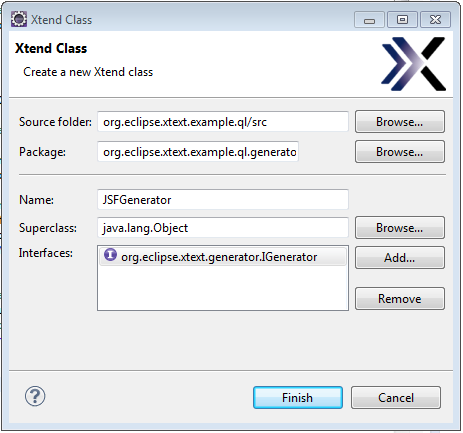 Xtend Class
Xtend Class
Create a new Xtend class
Source folder: org.eclipse.xtext.example.ql/src Browse...
Package: org.eclipse.xtext.example.ql.generato Browse...
Name: JSFGenerator
Superclass: java.lang.Object Browse...
Interfaces: I org.eclipse.xtext.generator.IGenerator Add...
Remove
? Finish Cancel